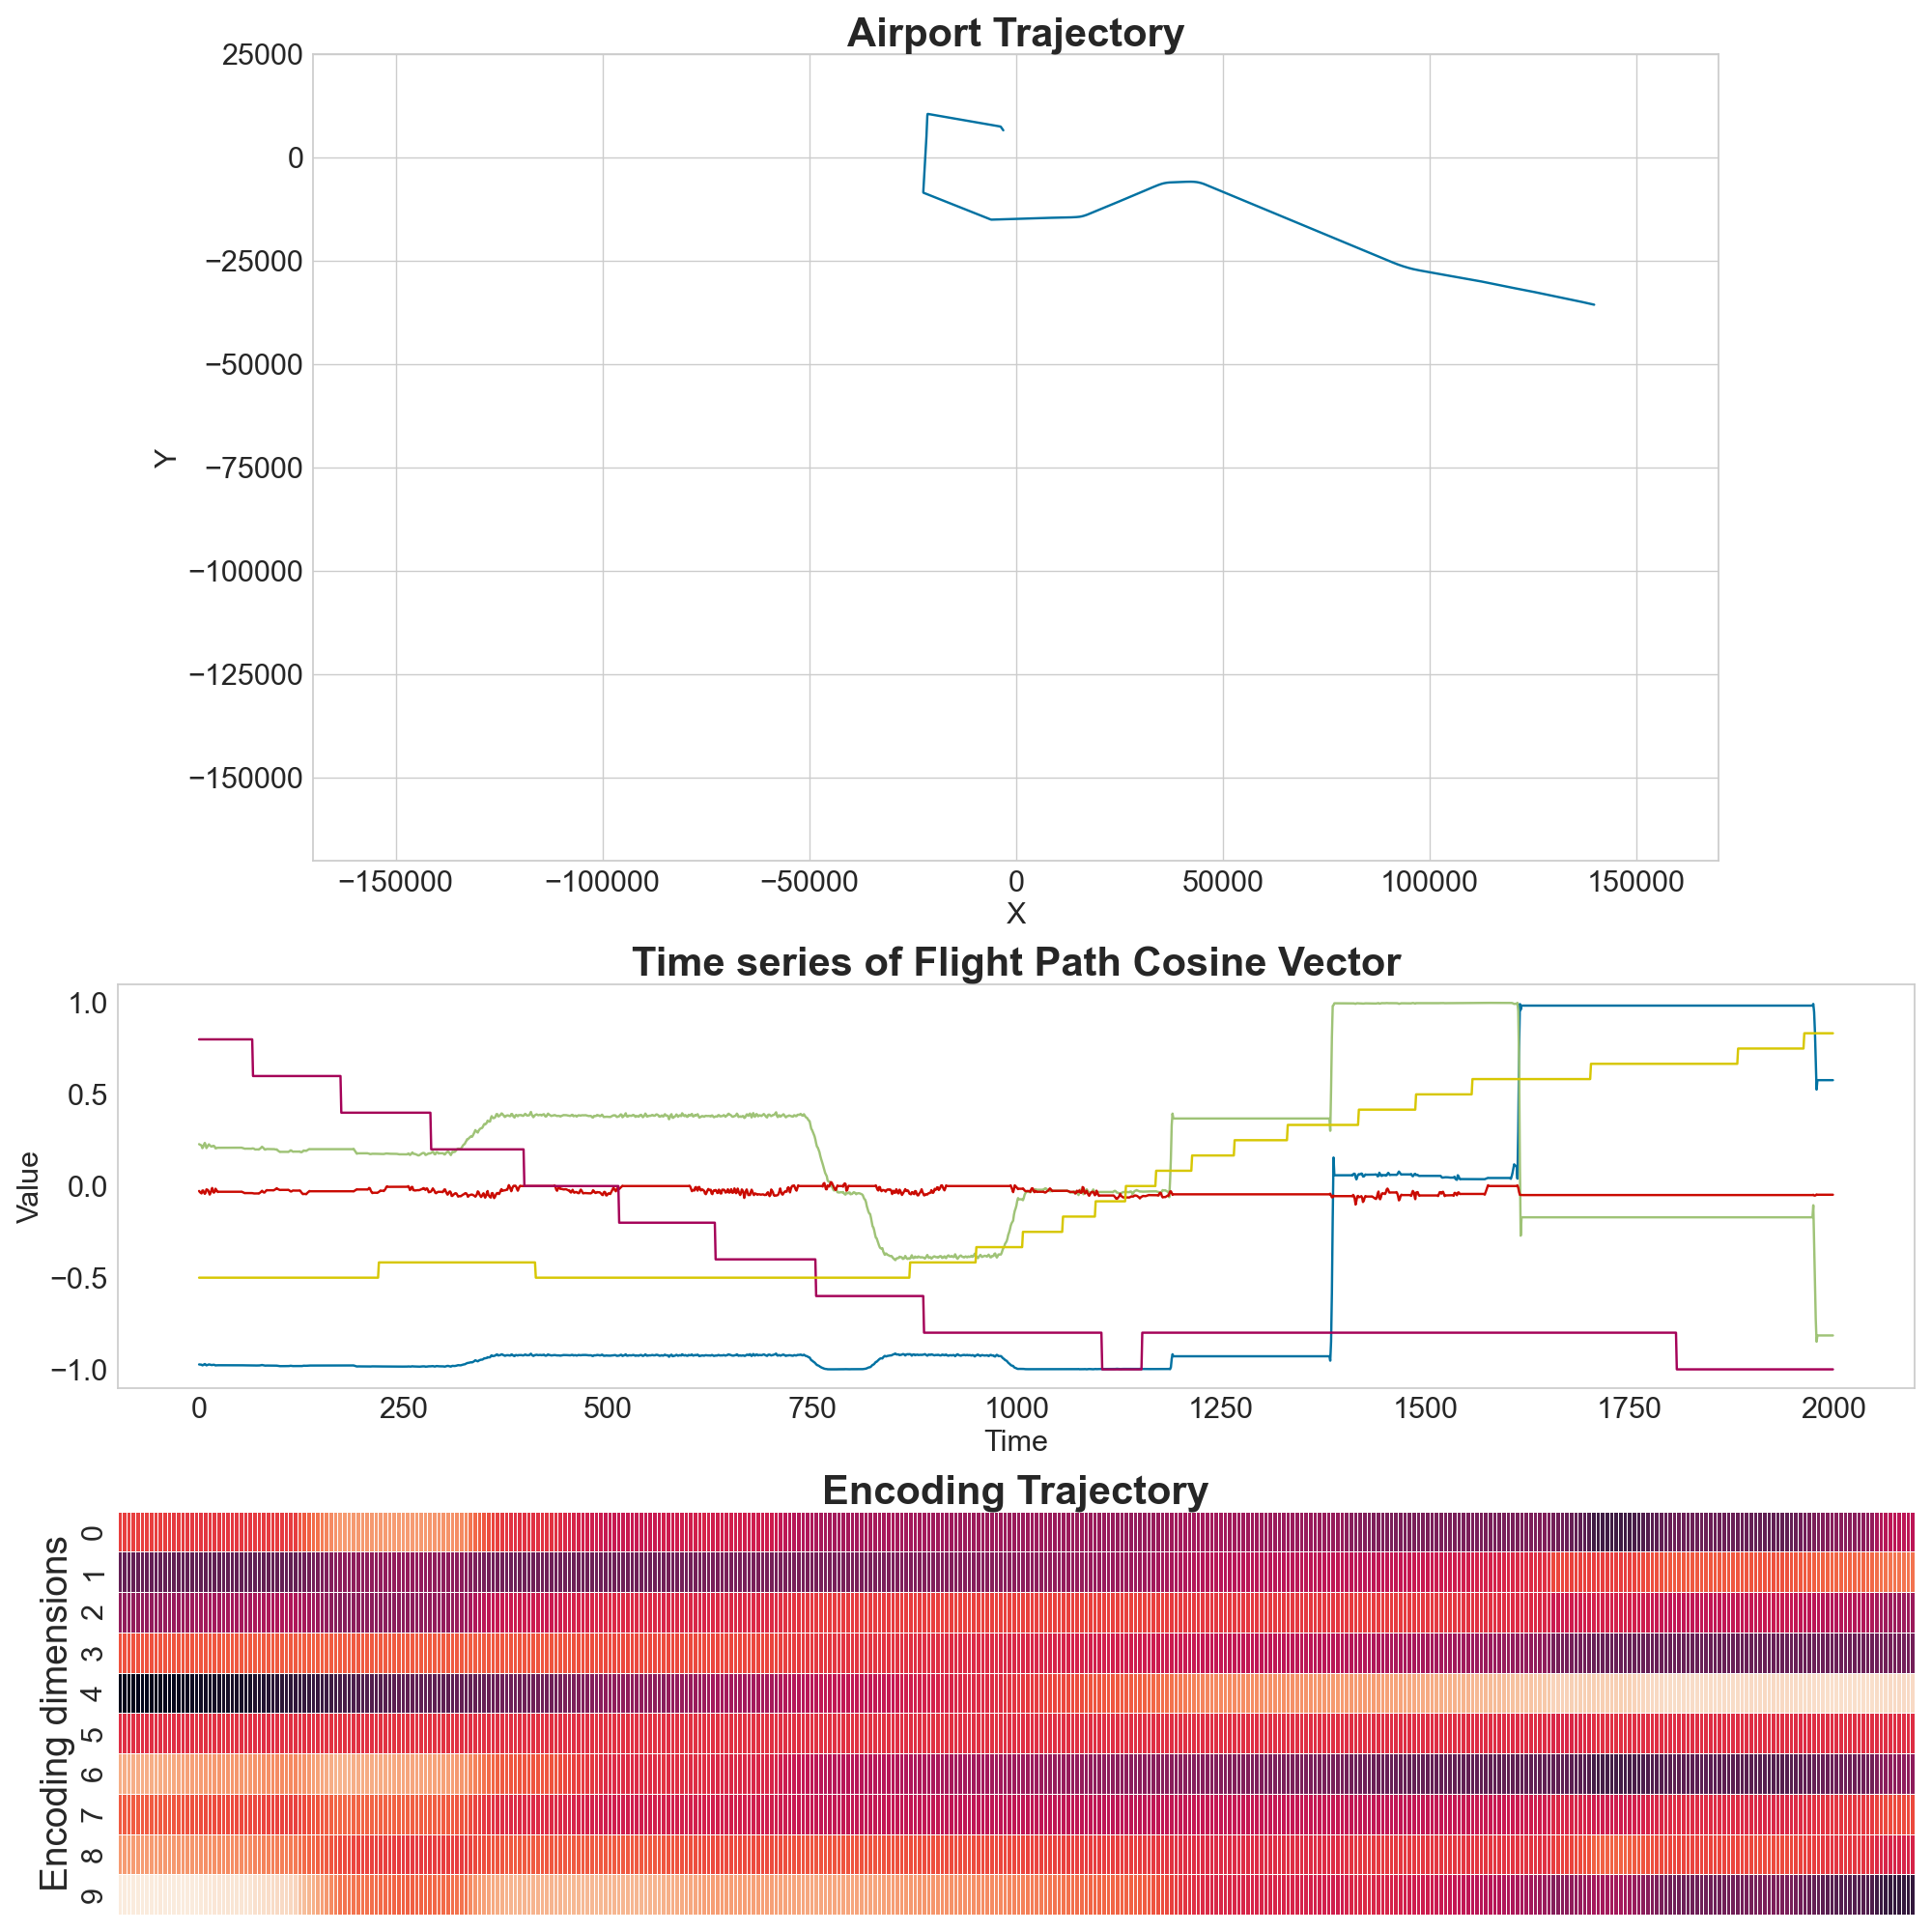 Airport Trajectory
25000
0
−25000
−50000
−75000
−100000
−125000
−150000
Y
−150000 −100000 −50000 0 50000 100000 150000
X
Time series of Flight Path Cosine Vector
1.0
0.5
0.0
−0.5
−1.0
Value
0 250 500 750 1000 1250 1500 1750 2000
Time
Encoding Trajectory
0
1
2
3
4
5
6
7
8
9
Encoding dimensions